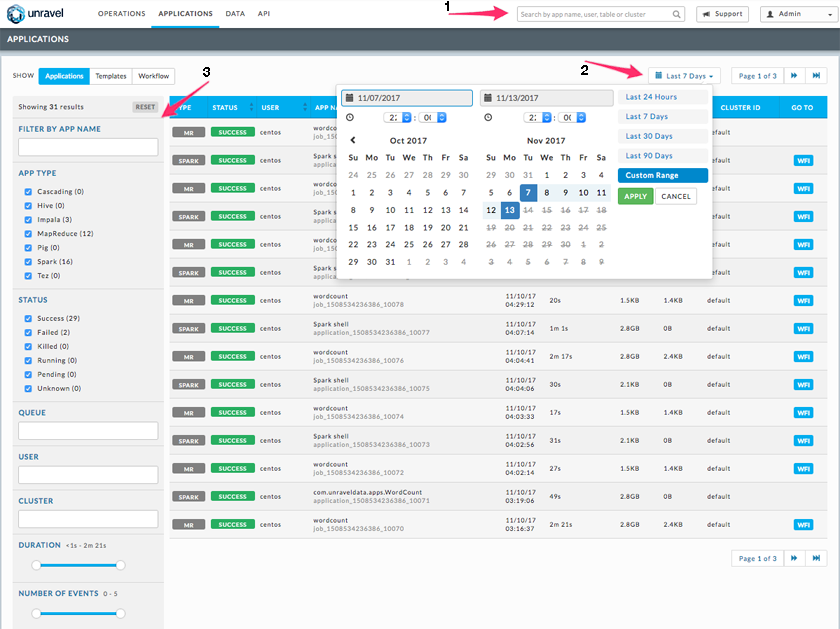 1
unravel OPERATIONS APPLICATIONS DATA API Search by app name, user, table or cluster Support Admin
APPLICATIONS
2
SHOW Applications Templates Workflow Last 7 Days Page 1 of 3
3
Showing 31 results RESET
FILTER BY APP NAME
APP TYPE
Cascading (0)
Hive (0)
Impala (3)
MapReduce (12)
Pig (0)
Spark (16)
Tez (0)
STATUS
Success (29)
Failed (2)
Killed (0)
Running (0)
Pending (0)
Unknown (0)
QUEUE
USER
CLUSTER
DURATION <1s - 2m 21s
NUMBER OF EVENTS 0 - 5
11/07/2017 11/13/2017
Oct 2017 Nov 2017
Su Mo Tu We Th Fr Sa Su Mo Tu We Th Fr Sa
24 25 26 27 28 29 30 29 30 31 1 2 3 4
1 2 3 4 5 6 7 5 6 7 8 9 10 11
8 9 10 11 12 13 14 12 13 14 15 16 17 18
15 16 17 18 19 20 21 19 20 21 22 23 24 25
22 23 24 25 26 27 28 26 27 28 29 30 1 2
29 30 31 1 2 3 4 3 4 5 6 7 8 9
Last 24 Hours
Last 7 Days
Last 30 Days
Last 90 Days
Custom Range
APPLY CANCEL
STATUS USER CLUSTER ID GO TO
MR SUCCESS centos default
SPARK SUCCESS centos WFI
MR SUCCESS centos WFI
SPARK SUCCESS centos WFI
MR SUCCESS centos WFI
SPARK SUCCESS centos WFI
MR SUCCESS centos wordcount job_1508534236386_10078 11/10/17 04:29:12 20s 1.5KB 1.4KB default WFI
SPARK SUCCESS centos Spark shell application_1508534236386_10077 11/10/17 04:07:14 1m 1s 2.8GB 0B default WFI
MR SUCCESS centos wordcount job_1508534236386_10076 11/10/17 04:04:41 2m 17s 2.8GB 2.4KB default WFI
SPARK SUCCESS centos Spark shell application_1508534236386_10075 11/10/17 04:04:06 30s 2.1KB 0B default WFI
MR SUCCESS centos wordcount job_1508534236386_10074 11/10/17 04:03:33 17s 1.5KB 1.4KB default WFI
SPARK SUCCESS centos Spark shell application_1508534236386_10073 11/10/17 04:02:56 31s 2.1KB 0B default WFI
MR SUCCESS centos wordcount job_1508534236386_10072 11/10/17 04:02:14 27s 1.5KB 1.4KB default WFI
SPARK SUCCESS centos com.unraveldata.apps.WordCount application_1508534236386_10071 11/10/17 03:19:06 49s 2.8GB 0B default
MR SUCCESS centos wordcount job_1508534236386_10070 11/10/17 03:16:37 2m 21s 2.8GB 2.4KB default WFI
Page 1 of 3